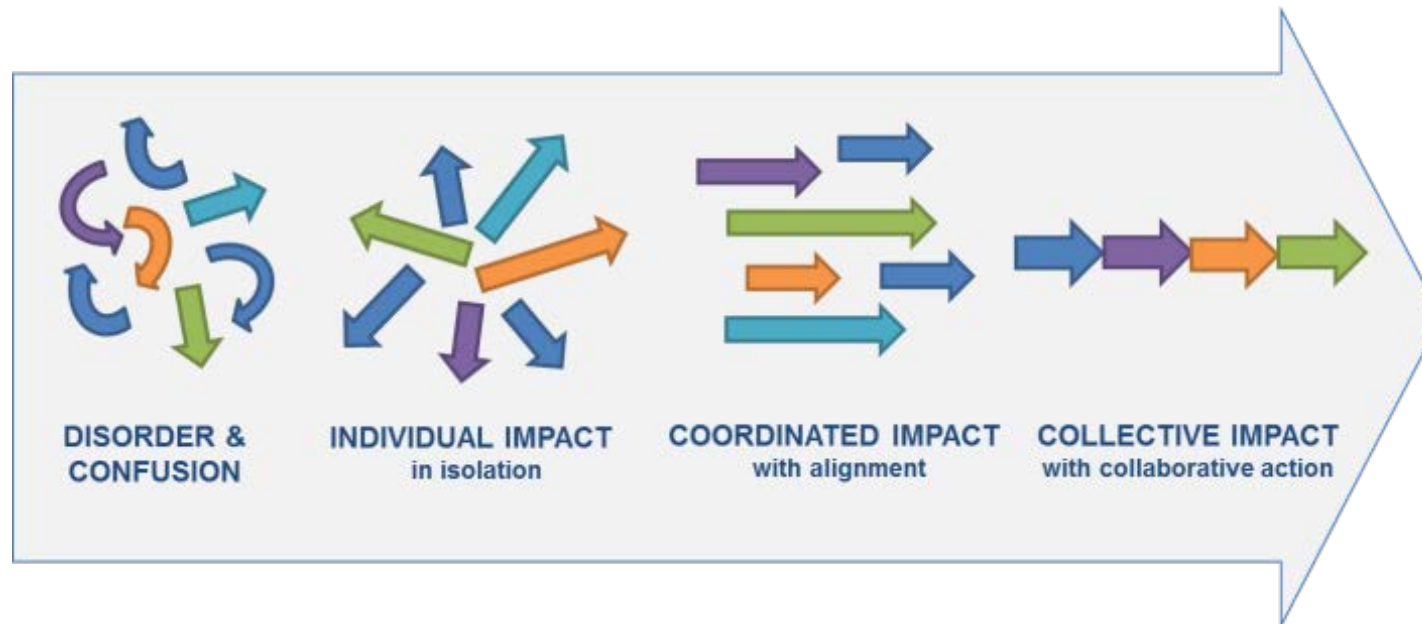 DISORDER &
CONFUSION
INDIVIDUAL IMPACT
in isolation
COORDINATED IMPACT
with alignment
COLLECTIVE IMPACT
with collaborative action